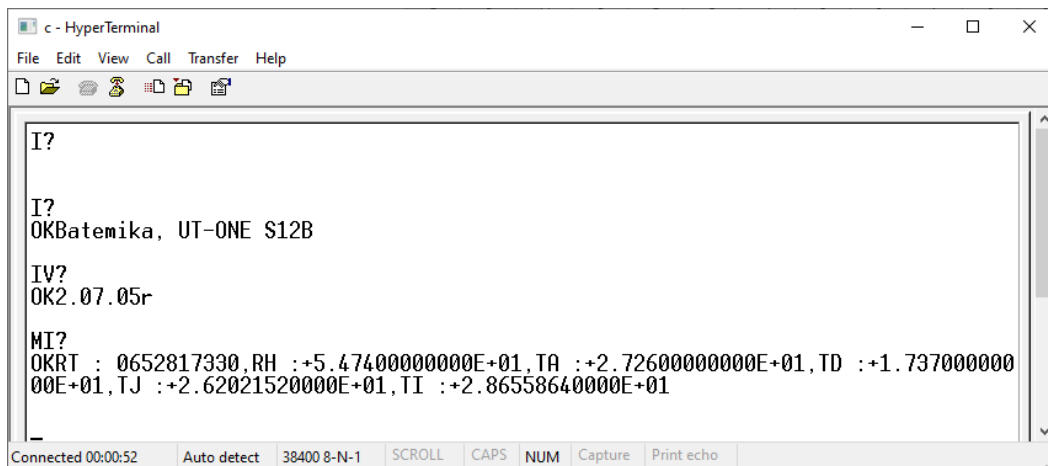 c - HyperTerminal
File Edit View Call Transfer Help
I?
I?
OKBatemika, UT-ONE S12B
IV?
OK2.07.05r
MI?
OKRT : 0652817330,RH :+5.47400000000E+01,TA :+2.72600000000E+01,TD :+1.737000000
00E+01,TJ :+2.62021520000E+01,TI :+2.86558640000E+01
Connected 00:00:52 Auto detect 38400 8-N-1 SCROLL CAPS NUM Capture Print echo